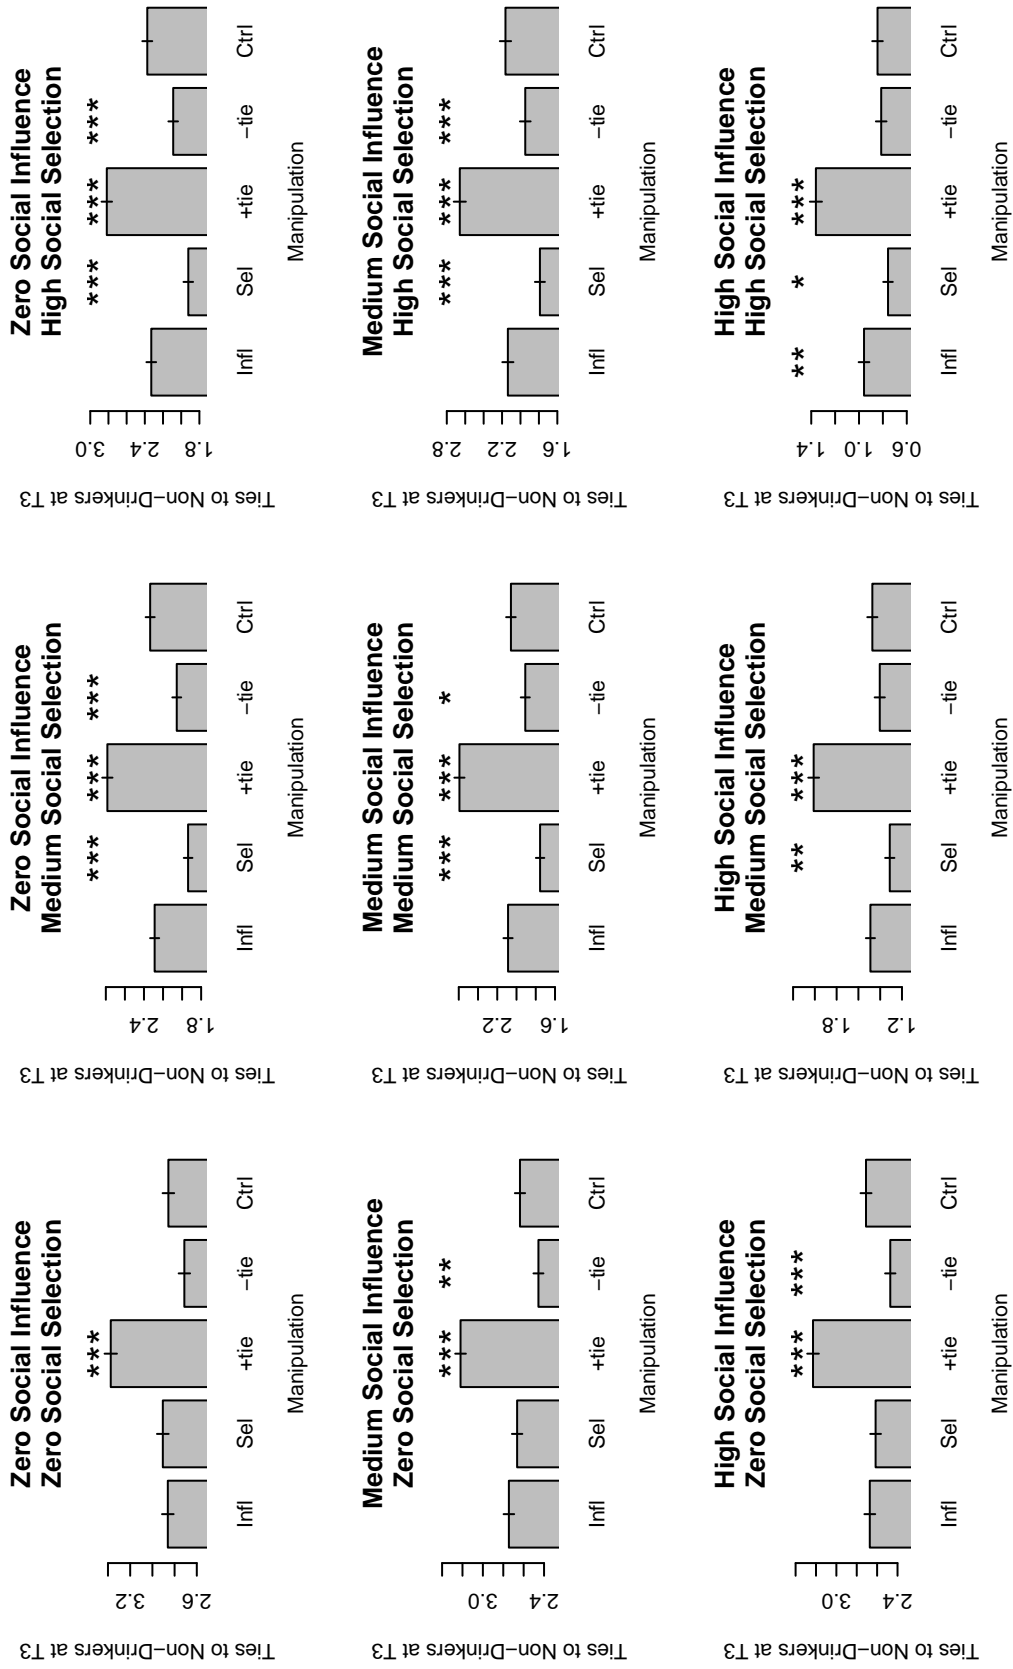 Zero Social Influence
Zero Social Selection
Ties to Non−Drinkers at T3
3.2
2.6
***
Infl Sel +tie −tie Ctrl
Manipulation
Zero Social Influence
Medium Social Selection
Ties to Non−Drinkers at T3
2.4
1.8
*** *** ***
Infl Sel +tie −tie Ctrl
Manipulation
Zero Social Influence
High Social Selection
Ties to Non−Drinkers at T3
3.0
2.4
1.8
*** *** ***
Infl Sel +tie −tie Ctrl
Manipulation
Medium Social Influence
Zero Social Selection
Ties to Non−Drinkers at T3
3.0
2.4
*** **
Infl Sel +tie −tie Ctrl
Manipulation
Medium Social Influence
Medium Social Selection
Ties to Non−Drinkers at T3
2.2
1.6
*** *** *
Infl Sel +tie −tie Ctrl
Manipulation
Medium Social Influence
High Social Selection
Ties to Non−Drinkers at T3
2.8
2.2
1.6
*** *** ***
Infl Sel +tie −tie Ctrl
Manipulation
High Social Influence
Zero Social Selection
Ties to Non−Drinkers at T3
3.0
2.4
*** ***
Infl Sel +tie −tie Ctrl
Manipulation
High Social Influence
Medium Social Selection
Ties to Non−Drinkers at T3
1.8
1.2
** ***
Infl Sel +tie −tie Ctrl
Manipulation
High Social Influence
High Social Selection
Ties to Non−Drinkers at T3
1.4
1.0
0.6
** * ***
Infl Sel +tie −tie Ctrl
Manipulation